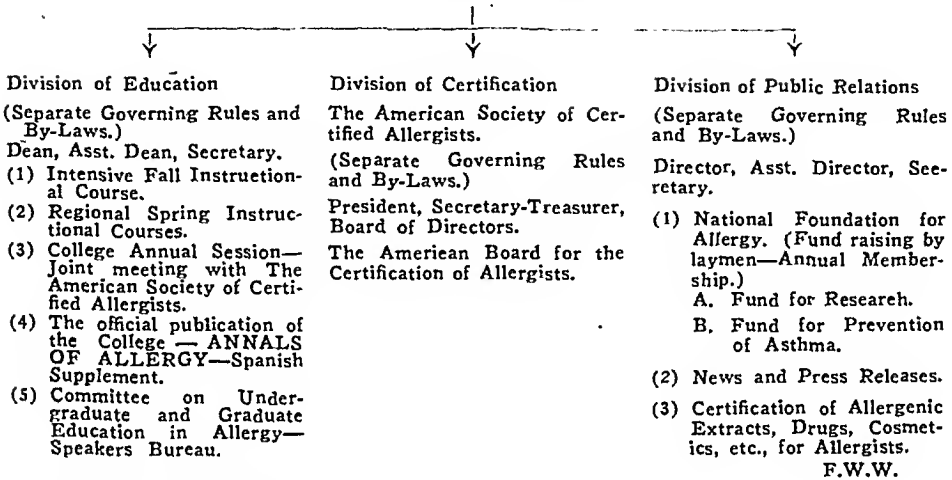 Division of Education
(Separate Governing Rules and
By-Laws.)
Dean, Asst. Dean, Secretary.
(1) Intensive Fall Instruction-
al Course.
(2) Regional Spring Instruc-
tional Courses.
(3) College Annual Session—
Joint meeting with The
American Society of Certi-
fied Allergists.
(4) The official publication of
the College — ANNALS
OF ALLERGY—Spanish
Supplement.
(5) Committee on Under-
graduate and Graduate
Education in Allergy—
Speakers Bureau.
Division of Certification
The American Society of Cer-
tified Allergists.
(Separate Governing Rules
and By-Laws.)
President, Secretary-Treasurer,
Board of Directors.
The American Board for the
Certification of Allergists.
Division of Public Relations
(Separate Governing Rules
and By-Laws.)
Director, Asst. Director, Sec-
retary.
(1) National Foundation for
Allergy. (Fund raising by
laymen—Annual Member-
ship.)
A. Fund for Research.
B. Fund for Prevention
of Asthma.
(2) News and Press Releases.
(3) Certification of Allergenic
Extracts, Drugs, Cosmet-
ics, etc., for Allergists.
F.W.W.